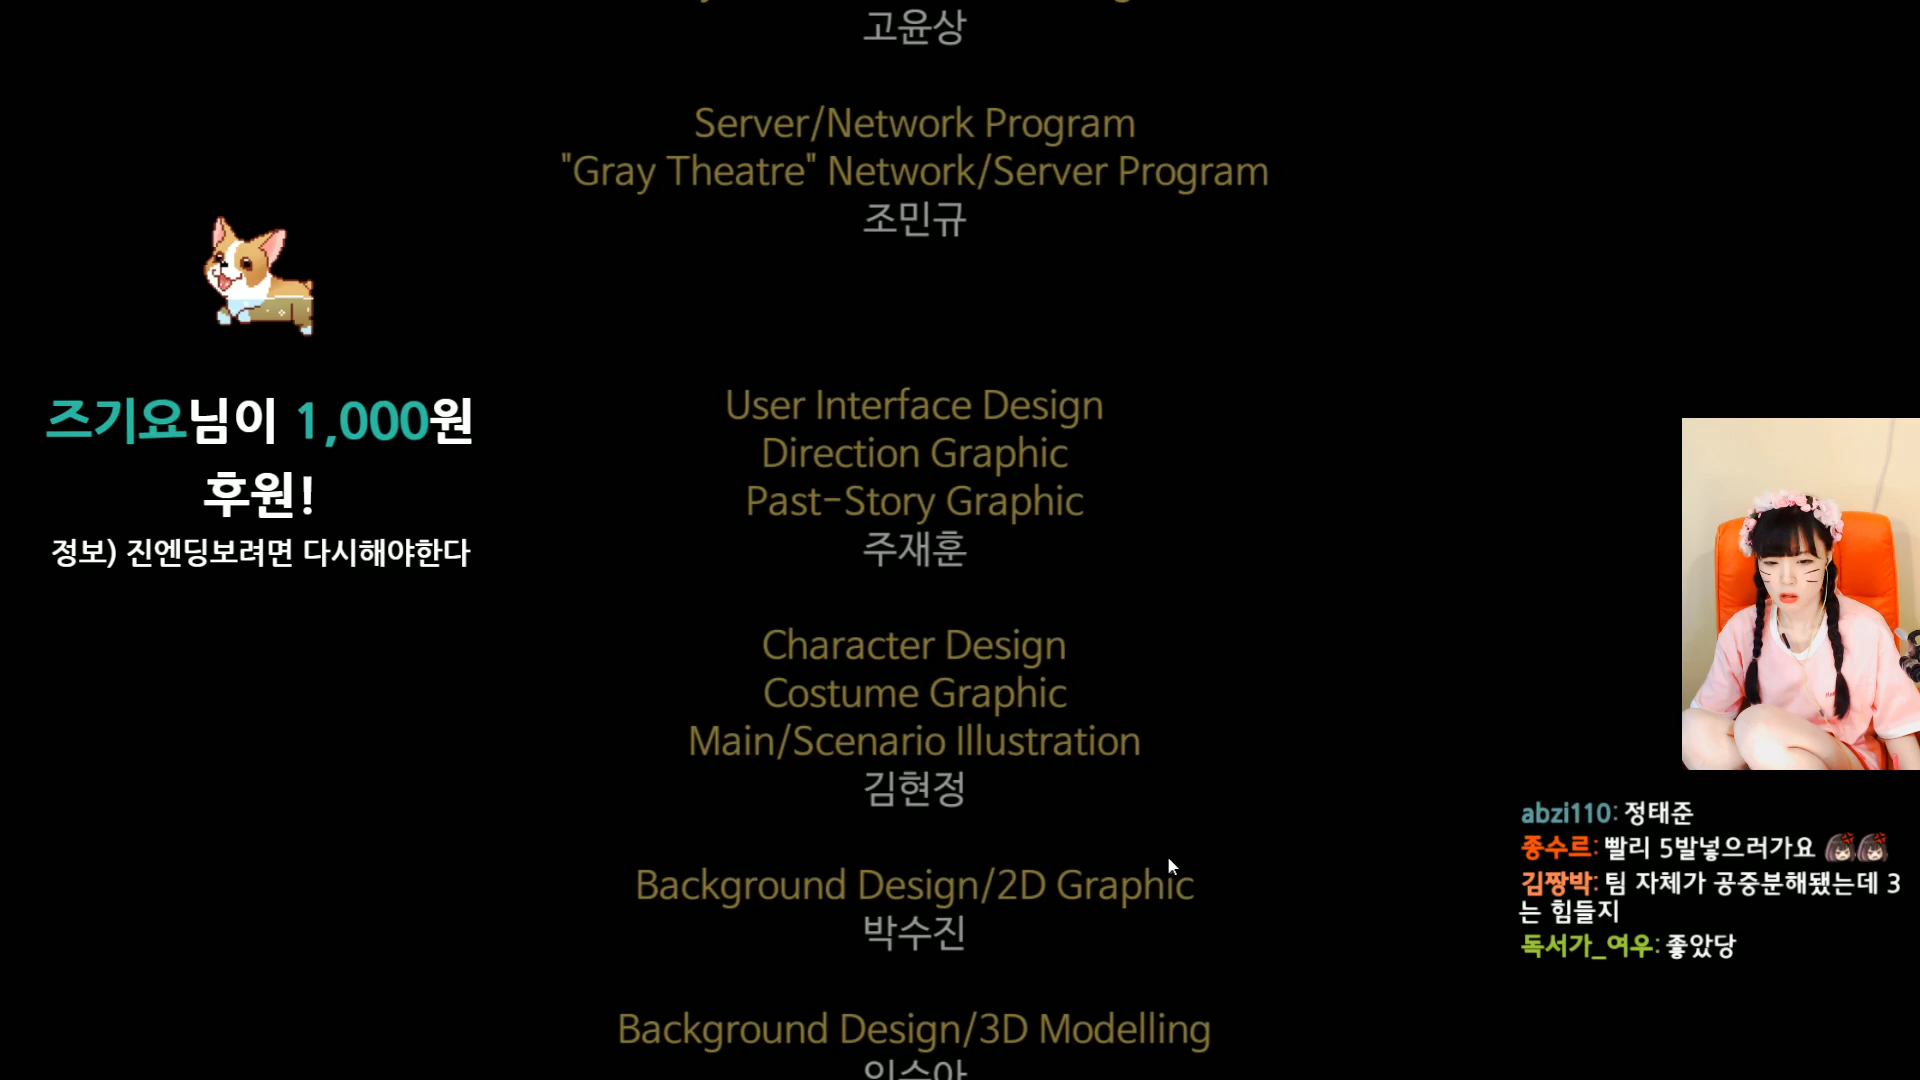 고윤상
Server/Network Program
"Gray Theatre" Network/Server Program
조민규
즈기요님이 1,000원
후원!
정보) 진엔딩보려면 다시해야한다
User Interface Design
Direction Graphic
Past-Story Graphic
주재훈
Character Design
Costume Graphic
Main/Scenario Illustration
김현정
Background Design/2D Graphic
박수진
Background Design/3D Modelling
abzi110: 정태준
종수르: 빨리 5발넣으러가요
김짱박: 팀 자체가 공중분해됐는데 3
는 힘들지
독서가_여우: 좋았당